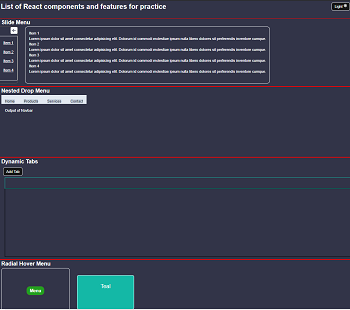 List of React components and features for practice
Light
Slide Menu
Item 1
Item 2
Item 3
Item 4
Item 1
Lorem ipsum dolor sit amet consectetur adipisicing elit. Dolorum id commodi molestiae ipsum nulla libero dolores sit perferendis inventore cumque.
Item 2
Lorem ipsum dolor sit amet consectetur adipisicing elit. Dolorum id commodi molestiae ipsum nulla libero dolores sit perferendis inventore cumque.
Item 3
Lorem ipsum dolor sit amet consectetur adipisicing elit. Dolorum id commodi molestiae ipsum nulla libero dolores sit perferendis inventore cumque.
Item 4
Lorem ipsum dolor sit amet consectetur adipisicing elit. Dolorum id commodi molestiae ipsum nulla libero dolores sit perferendis inventore cumque.
Nested Drop Menu
Home Products Services Contact
Output of Navbar
Dynamic Tabs
Add Tab
Radial Hover Menu
Menu